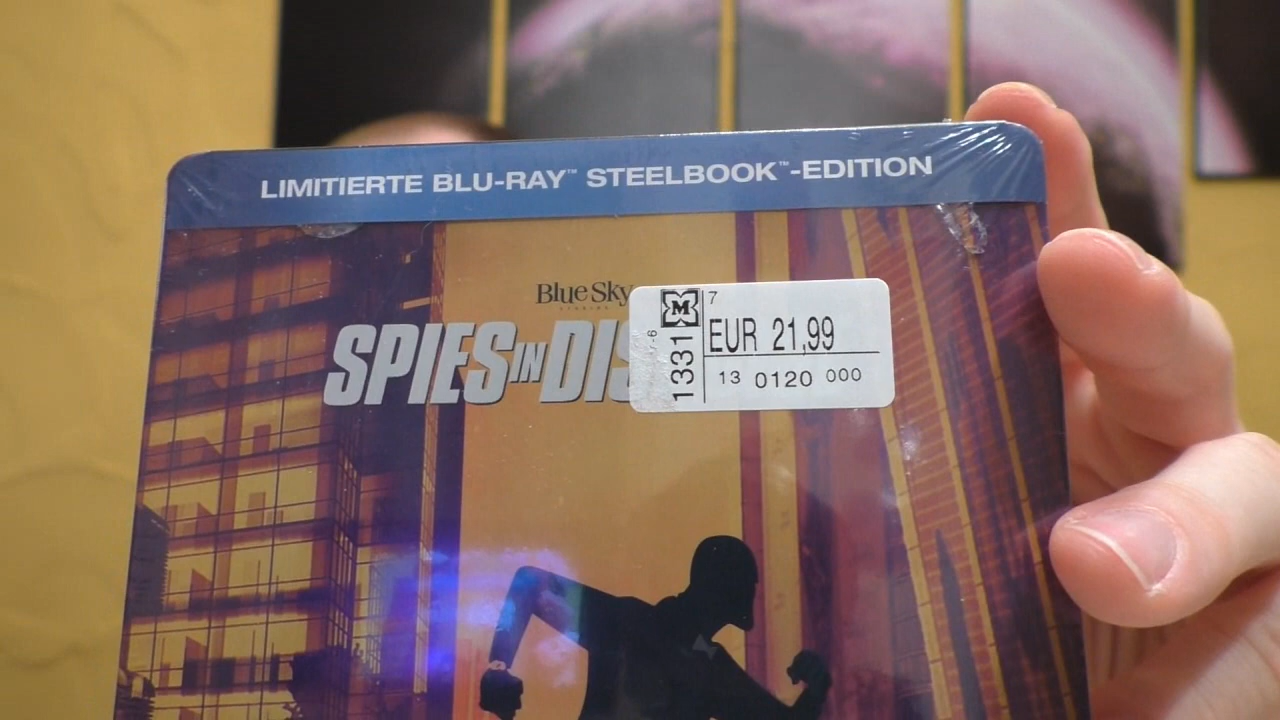 LIMITIERTE BLU-RAY™ STEELBOOK™-EDITION
Blue Sky
SPIES IN DIS
M
7
EUR 21,99
1331
13 0120 000